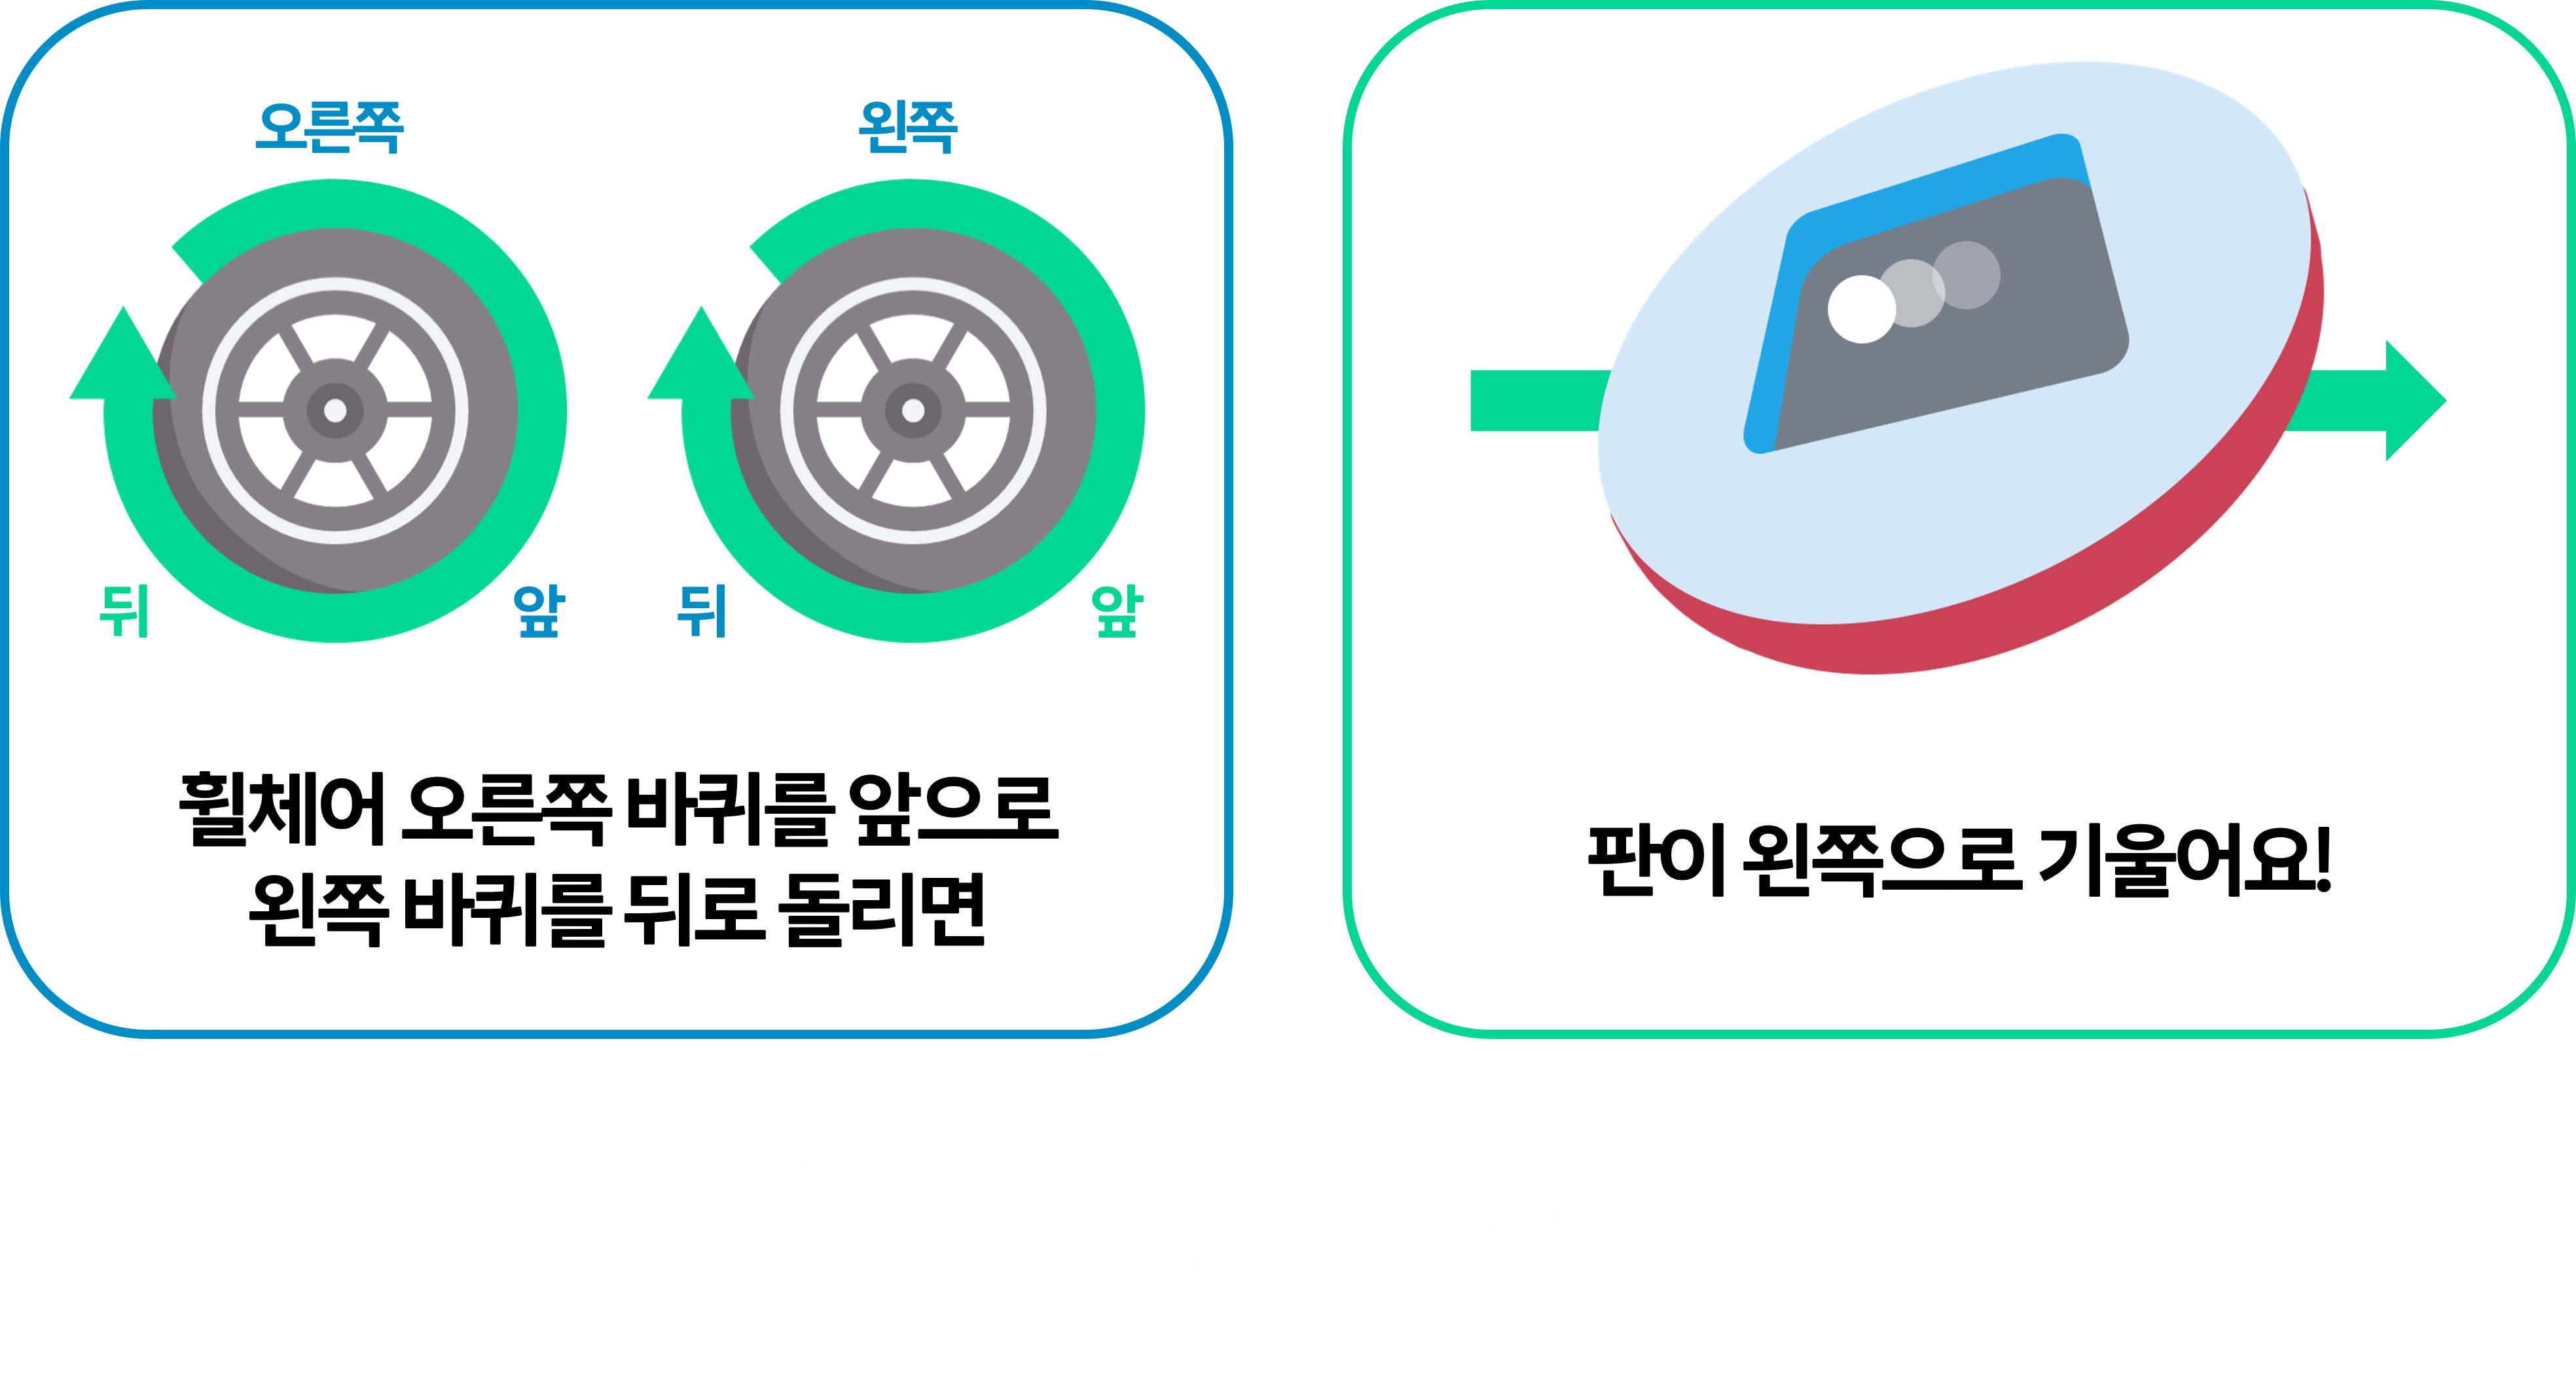 오른쪽
왼쪽
뒤
앞
뒤
앞
휠체어 오른쪽 바퀴를 앞으로
왼쪽 바퀴를 뒤로 돌리면
판이 왼쪽으로 기울어요!